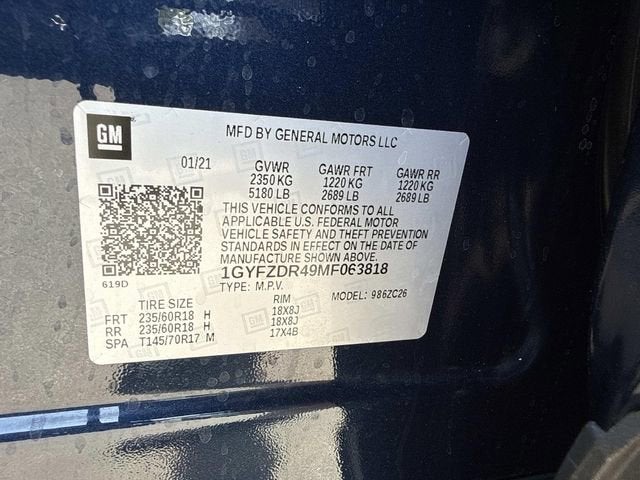 GM
MFD BY GENERAL MOTORS LLC
01/21 GVWR GAWR FRT GAWR RR
2350 KG 1220 KG 1220 KG
5180 LB 2689 LB 2689 LB
THIS VEHICLE CONFORMS TO ALL
APPLICABLE U.S. FEDERAL MOTOR
VEHICLE SAFETY AND THEFT PREVENTION
STANDARDS IN EFFECT ON THE DATE OF
MANUFACTURE SHOWN ABOVE.
1GYFZDR49MF063818
619D TYPE: M.P.V. MODEL: 986ZC26
TIRE SIZE RIM
FRT 235/60R18 H 18X8J
RR 235/60R18 H 18X8J
SPA T145/70R17 M 17X4B